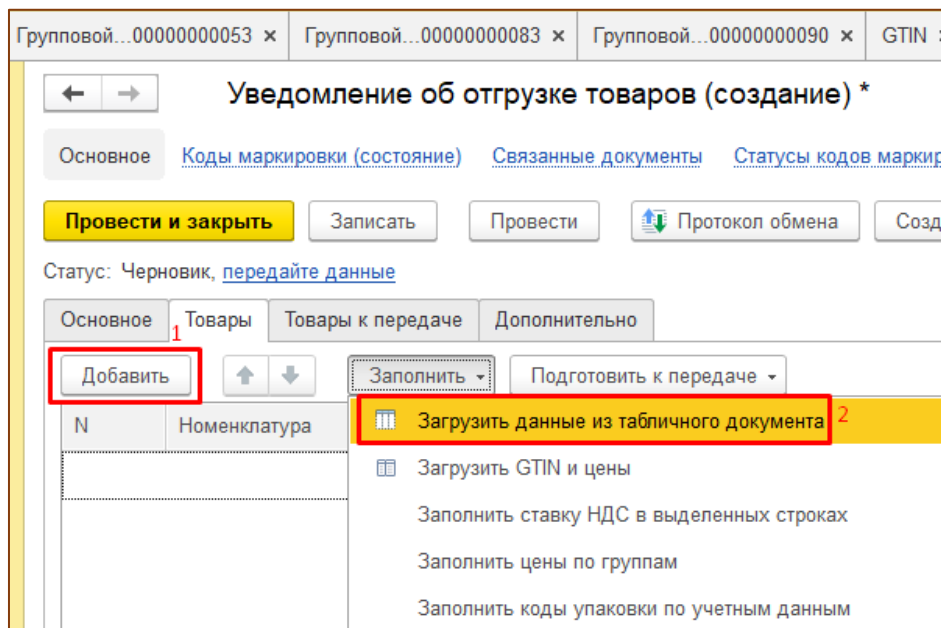 Групповой...00000000053 × Групповой...00000000083 × Групповой...00000000090 × GTIN
Уведомление об отгрузке товаров (создание) *
Основное Коды маркировки (состояние) Связанные документы Статусы кодов маркир
Провести и закрыть Записать Провести Протокол обмена Созд
Статус: Черновик, передайте данные
Основное Товары Товары к передаче Дополнительно
1
Добавить Заполнить Подготовить к передаче
N Номенклатура Загрузить данные из табличного документа 2
Загрузить GTIN и цены
Заполнить ставку НДС в выделенных строках
Заполнить цены по группам
Заполнить коды упаковки по учетным данным